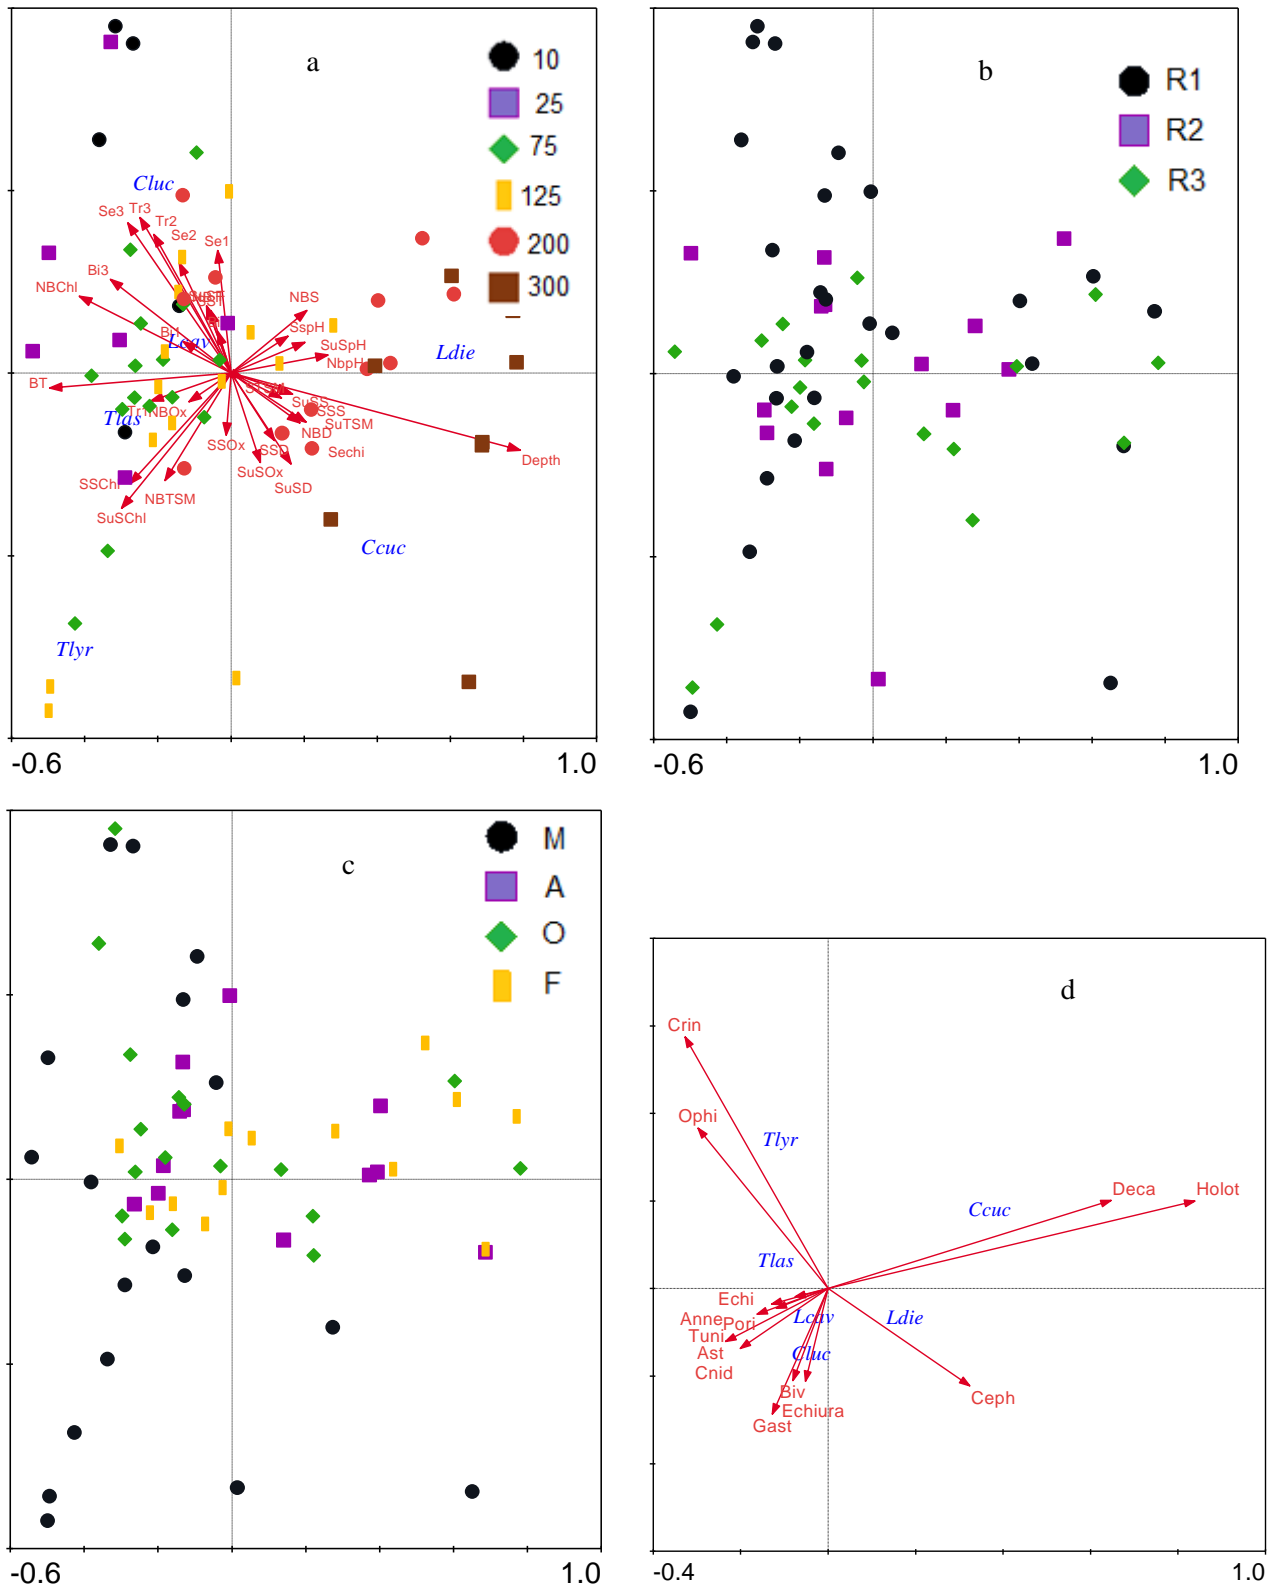 a
10
25
75
125
200
300
Cluc
Se3
Tr3
Tr2
Se2
Se1
Bi3
NBChl
NBS
SspH
SuSpH
NbpH
Ldie
Bi1
Lcav
BT
Tr1
NBOx
Tlas
SuSS
SSS
SuTSM
NBD
SSOx
SSD
Sechi
SuSOx
SuSD
Depth
SSChl
NBTSM
SuSChl
Ccuc
Tlyr
-0.6
1.0
b
R1
R2
R3
-0.6
1.0
c
M
A
O
F
-0.6
1.0
d
Crin
Ophi
Tlyr
Deca
Holot
Ccuc
Tlas
Echi
Anne
Pori
Lcav
Ldie
Tuni
Ast
Cluc
Cnid
Biv
Echiura
Gast
Ceph
-0.4
1.0